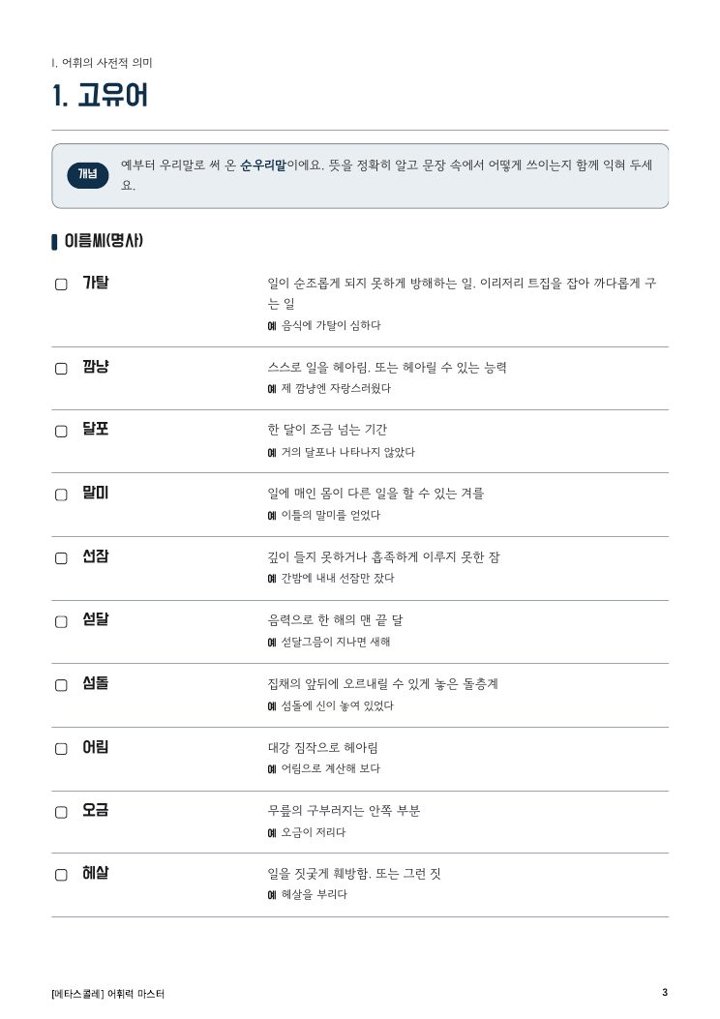 Ⅰ. 어휘의 사전적 의미
1. 고유어
개념
예부터 우리말로 써 온 순우리말이에요. 뜻을 정확히 알고 문장 속에서 어떻게 쓰이는지 함께 익혀 두세
요.
이름씨(명사)
가탈
일이 순조롭게 되지 못하게 방해하는 일. 이리저리 트집을 잡아 까다롭게 구
는 일
예 음식에 가탈이 심하다
깜냥
스스로 일을 헤아림. 또는 헤아릴 수 있는 능력
예 제 깜냥엔 자랑스러웠다
달포
한 달이 조금 넘는 기간
예 거의 달포나 나타나지 않았다
말미
일에 매인 몸이 다른 일을 할 수 있는 겨를
예 이틀의 말미를 얻었다
선잠
깊이 들지 못하거나 흡족하게 이루지 못한 잠
예 간밤에 내내 선잠만 잤다
섣달
음력으로 한 해의 맨 끝 달
예 섣달그믐이 지나면 새해
섬돌
집채의 앞뒤에 오르내릴 수 있게 놓은 돌층계
예 섬돌에 신이 놓여 있었다
어림
대강 짐작으로 헤아림
예 어림으로 계산해 보다
오금
무릎의 구부러지는 안쪽 부분
예 오금이 저리다
헤살
일을 짓궂게 훼방함. 또는 그런 짓
예 헤살을 부리다
[메타스콜레] 어휘력 마스터
3